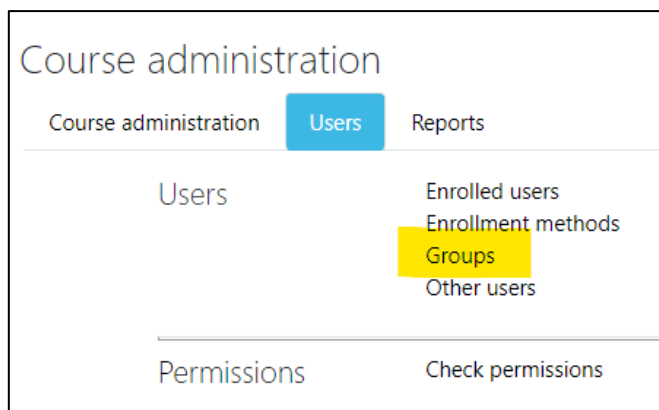 Course administration
Course administration Users Reports
Users Enrolled users
Enrollment methods
Groups
Other users
Permissions Check permissions